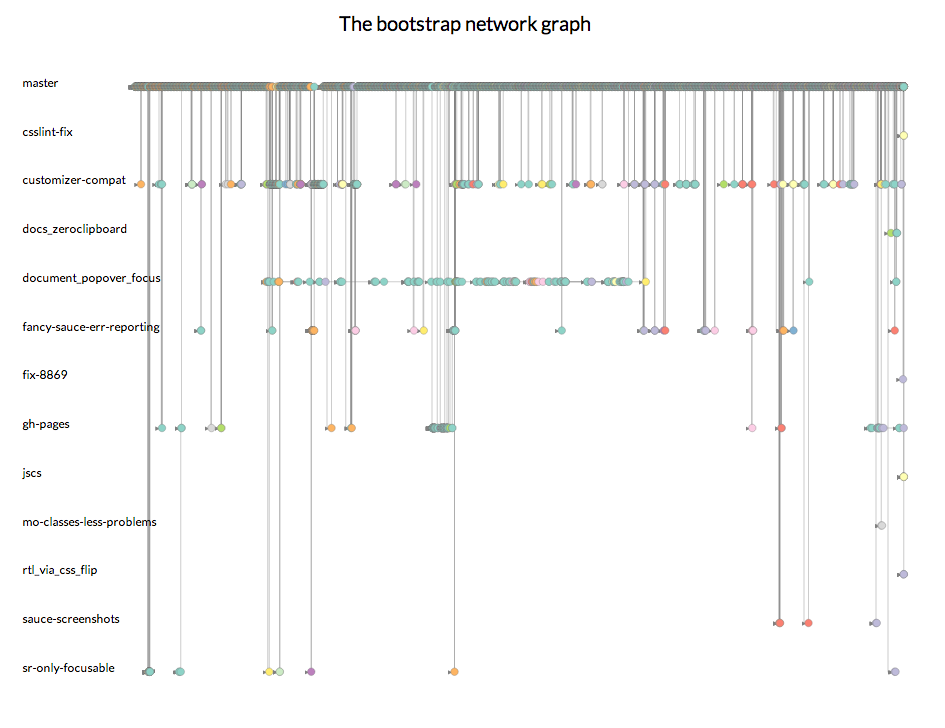 The bootstrap network graph
master
csslint-fix
customizer-compat
docs_zeroclipboard
document_popover_focus
fancy-sauce-err-reporting
fix-8869
gh-pages
jscs
mo-classes-less-problems
rtl_via_css_flip
sauce-screenshots
sr-only-focusable